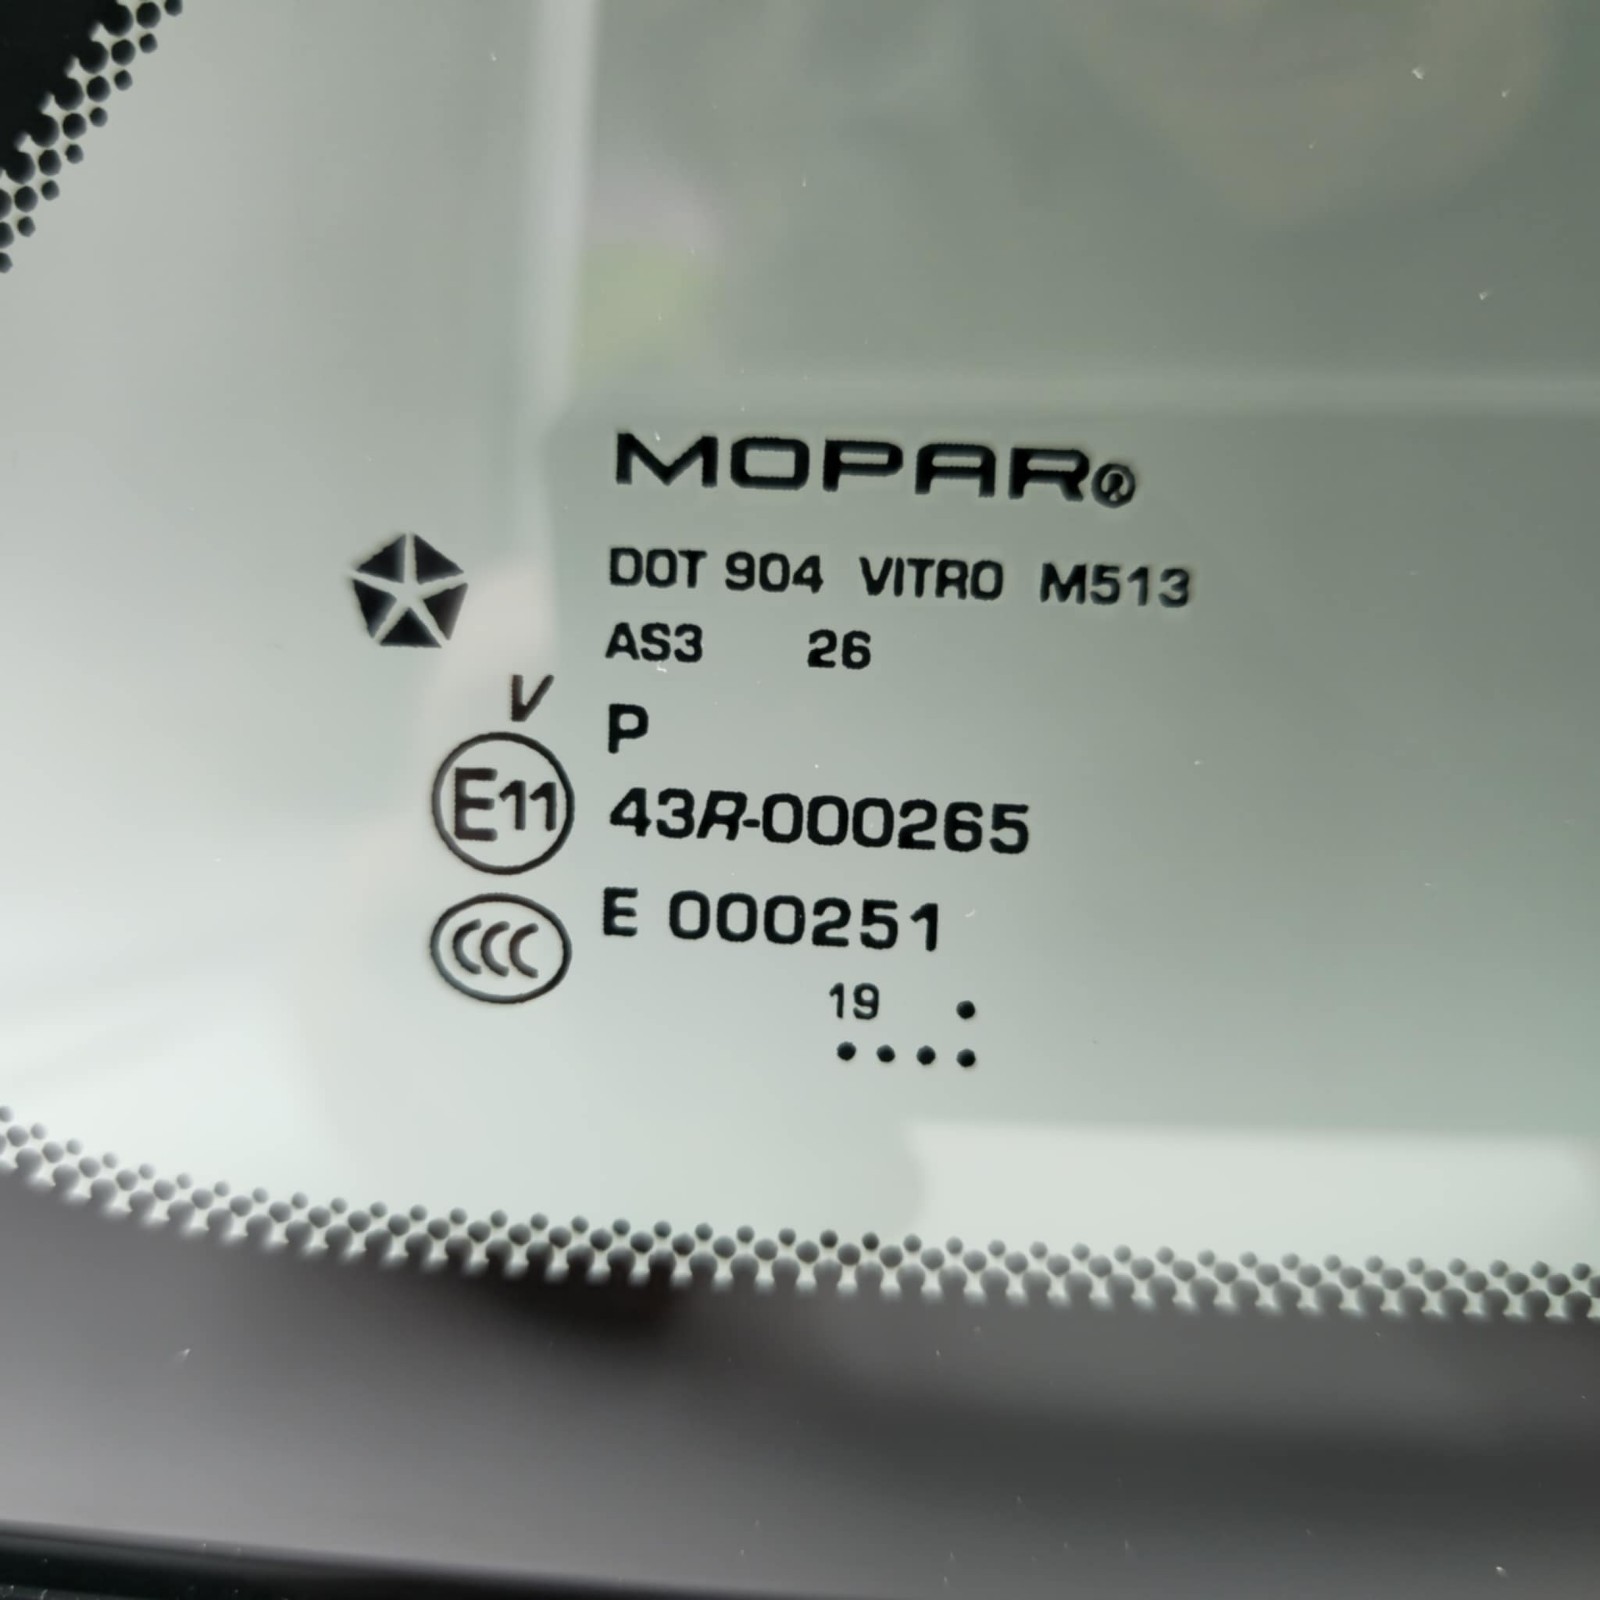 MOPAR®
DOT 904 VITRO M513
AS3 26
V P
E11 43R-000265
CCC E 000251
19 •
• • • •